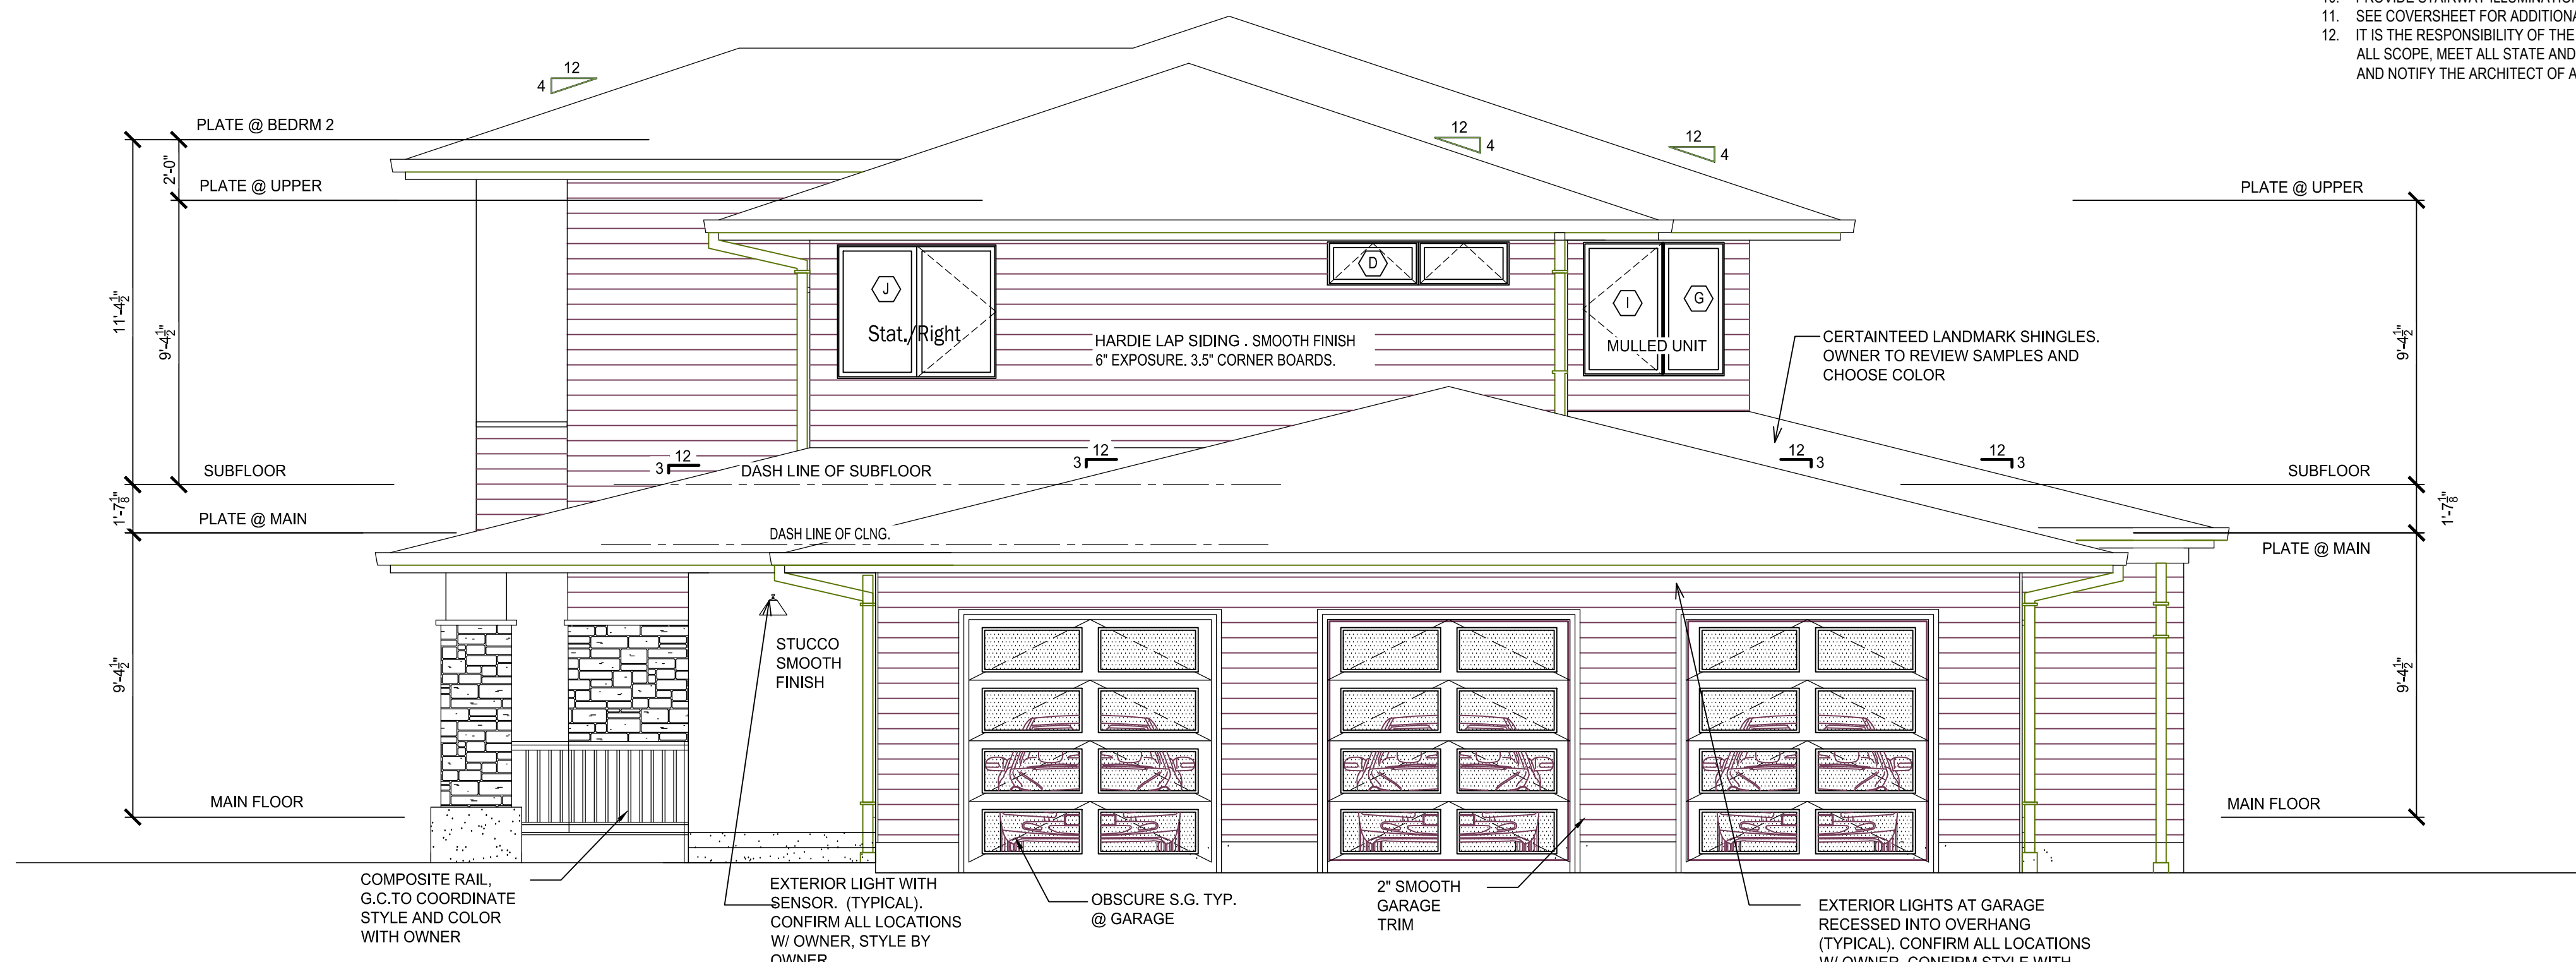 11. SEE COVERSHEET FOR ADDITIONA
12. IT IS THE RESPONSIBILITY OF THE
ALL SCOPE, MEET ALL STATE AND
AND NOTIFY THE ARCHITECT OF A
12
4
12
4
12
4
PLATE @ BEDRM 2
2'-0"
PLATE @ UPPER
PLATE @ UPPER
11'-4½"
9'-4½"
9'-4½"
J
Stat./Right
D
I
G
MULLED UNIT
HARDIE LAP SIDING . SMOOTH FINISH
6" EXPOSURE. 3.5" CORNER BOARDS.
CERTAINTEED LANDMARK SHINGLES.
OWNER TO REVIEW SAMPLES AND
CHOOSE COLOR
12
3
12
3
12
3
12
3
SUBFLOOR
DASH LINE OF SUBFLOOR
SUBFLOOR
1'-7⅛"
1'-7⅛"
PLATE @ MAIN
DASH LINE OF CLNG.
PLATE @ MAIN
9'-4½"
9'-4½"
STUCCO
SMOOTH
FINISH
MAIN FLOOR
MAIN FLOOR
COMPOSITE RAIL,
G.C.TO COORDINATE
STYLE AND COLOR
WITH OWNER
EXTERIOR LIGHT WITH
SENSOR. (TYPICAL).
CONFIRM ALL LOCATIONS
W/ OWNER, STYLE BY
OWNER
OBSCURE S.G. TYP.
@ GARAGE
2" SMOOTH
GARAGE
TRIM
EXTERIOR LIGHTS AT GARAGE
RECESSED INTO OVERHANG
(TYPICAL). CONFIRM ALL LOCATIONS
W/ OWNER, CONFIRM STYLE WITH